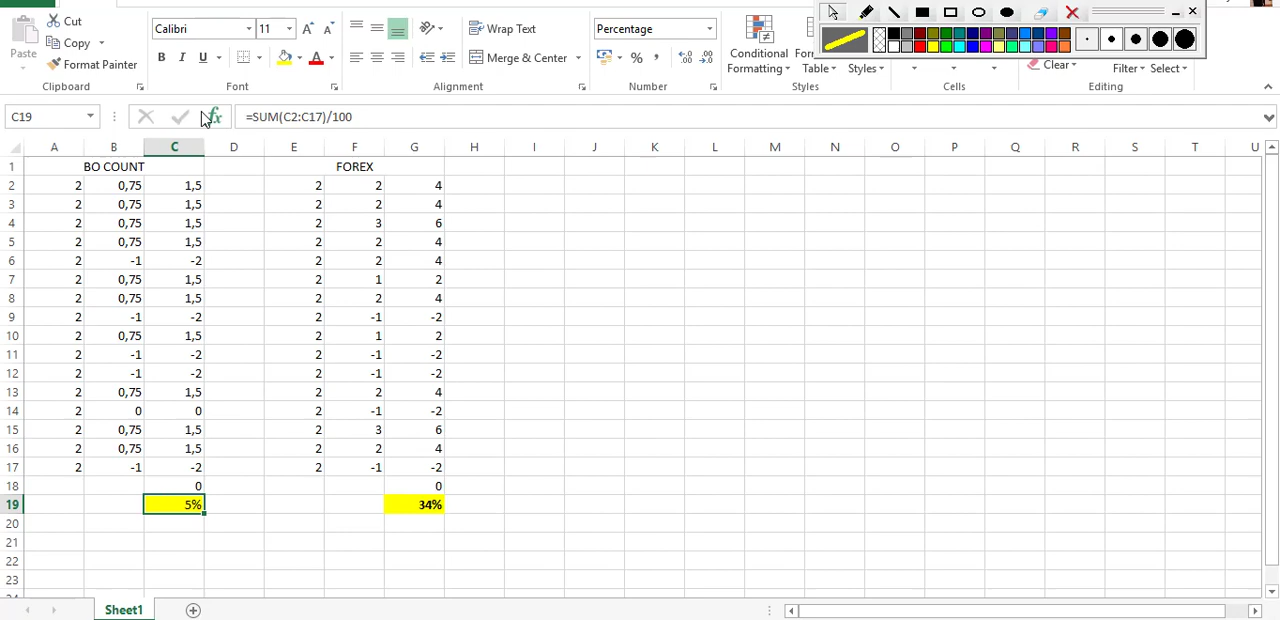 Cut
Calibri 11 Wrap Text Percentage
Copy
Paste Format Painter Merge & Center % Conditional Formatting Table Styles Clear Filter Select
Clipboard Font Alignment Number Styles Cells Editing
C19 fx =SUM(C2:C17)/100
A B C D E F G H I J K L M N O P Q R S T U
1 BO COUNT FOREX
2 2 0,75 1,5 2 2 4
3 2 0,75 1,5 2 2 4
4 2 0,75 1,5 2 3 6
5 2 0,75 1,5 2 2 4
6 2 -1 -2 2 2 4
7 2 0,75 1,5 2 1 2
8 2 0,75 1,5 2 2 4
9 2 -1 -2 2 -1 -2
10 2 0,75 1,5 2 1 2
11 2 -1 -2 2 -1 -2
12 2 -1 -2 2 -1 -2
13 2 0,75 1,5 2 2 4
14 2 0 0 2 -1 -2
15 2 0,75 1,5 2 3 6
16 2 0,75 1,5 2 2 4
17 2 -1 -2 2 -1 -2
18 0 0
19 5% 34%
20
21
22
23
Sheet1